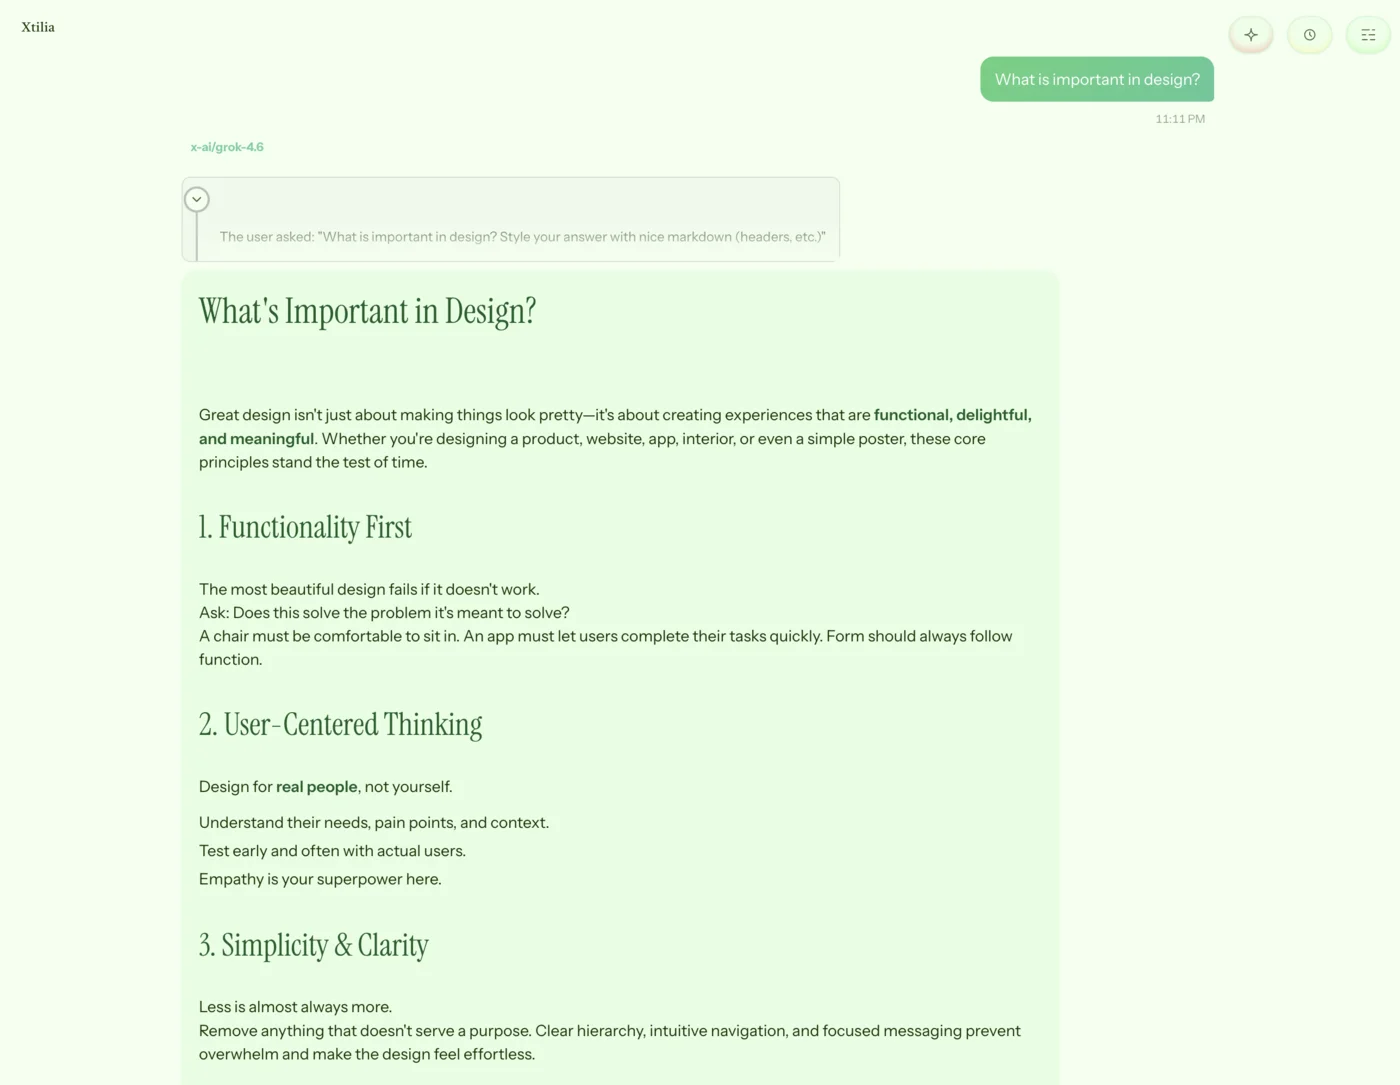 Xtilia
What is important in design?
11:11 PM
x-ai/grok-4.6
The user asked: "What is important in design? Style your answer with nice markdown (headers, etc.)"
What's Important in Design?
Great design isn't just about making things look pretty—it's about creating experiences that are functional, delightful,
and meaningful. Whether you're designing a product, website, app, interior, or even a simple poster, these core
principles stand the test of time.
1. Functionality First
The most beautiful design fails if it doesn't work.
Ask: Does this solve the problem it's meant to solve?
A chair must be comfortable to sit in. An app must let users complete their tasks quickly. Form should always follow
function.
2. User-Centered Thinking
Design for real people, not yourself.
Understand their needs, pain points, and context.
Test early and often with actual users.
Empathy is your superpower here.
3. Simplicity & Clarity
Less is almost always more.
Remove anything that doesn't serve a purpose. Clear hierarchy, intuitive navigation, and focused messaging prevent
overwhelm and make the design feel effortless.